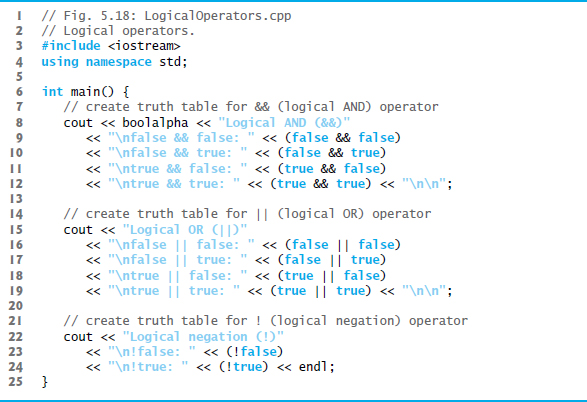 1 // Fig. 5.18: LogicalOperators.cpp
2 // Logical operators.
3 #include <iostream>
4 using namespace std;
5
6 int main() {
7 // create truth table for && (logical AND) operator
8 cout << boolalpha << "Logical AND (&&)"
9 << "\nfalse && false: " << (false && false)
10 << "\nfalse && true: " << (false && true)
11 << "\ntrue && false: " << (true && false)
12 << "\ntrue && true: " << (true && true) << "\n\n";
13
14 // create truth table for || (logical OR) operator
15 cout << "Logical OR (||)"
16 << "\nfalse || false: " << (false || false)
17 << "\nfalse || true: " << (false || true)
18 << "\ntrue || false: " << (true || false)
19 << "\ntrue || true: " << (true || true) << "\n\n";
20
21 // create truth table for ! (logical negation) operator
22 cout << "Logical negation (!)"
23 << "\n!false: " << (!false)
24 << "\n!true: " << (!true) << endl;
25 }